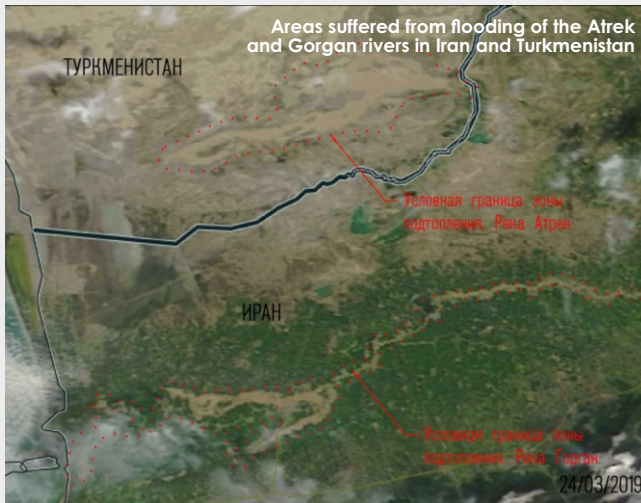 Areas suffered from flooding of the Atrek
and Gorgan rivers in Iran and Turkmenistan
ТУРКМЕНИСТАН
Условная граница зоны
подтопления. Река Атрек
ИРАН
Условная граница зоны
подтопления. Река Горган.
24/03/2019